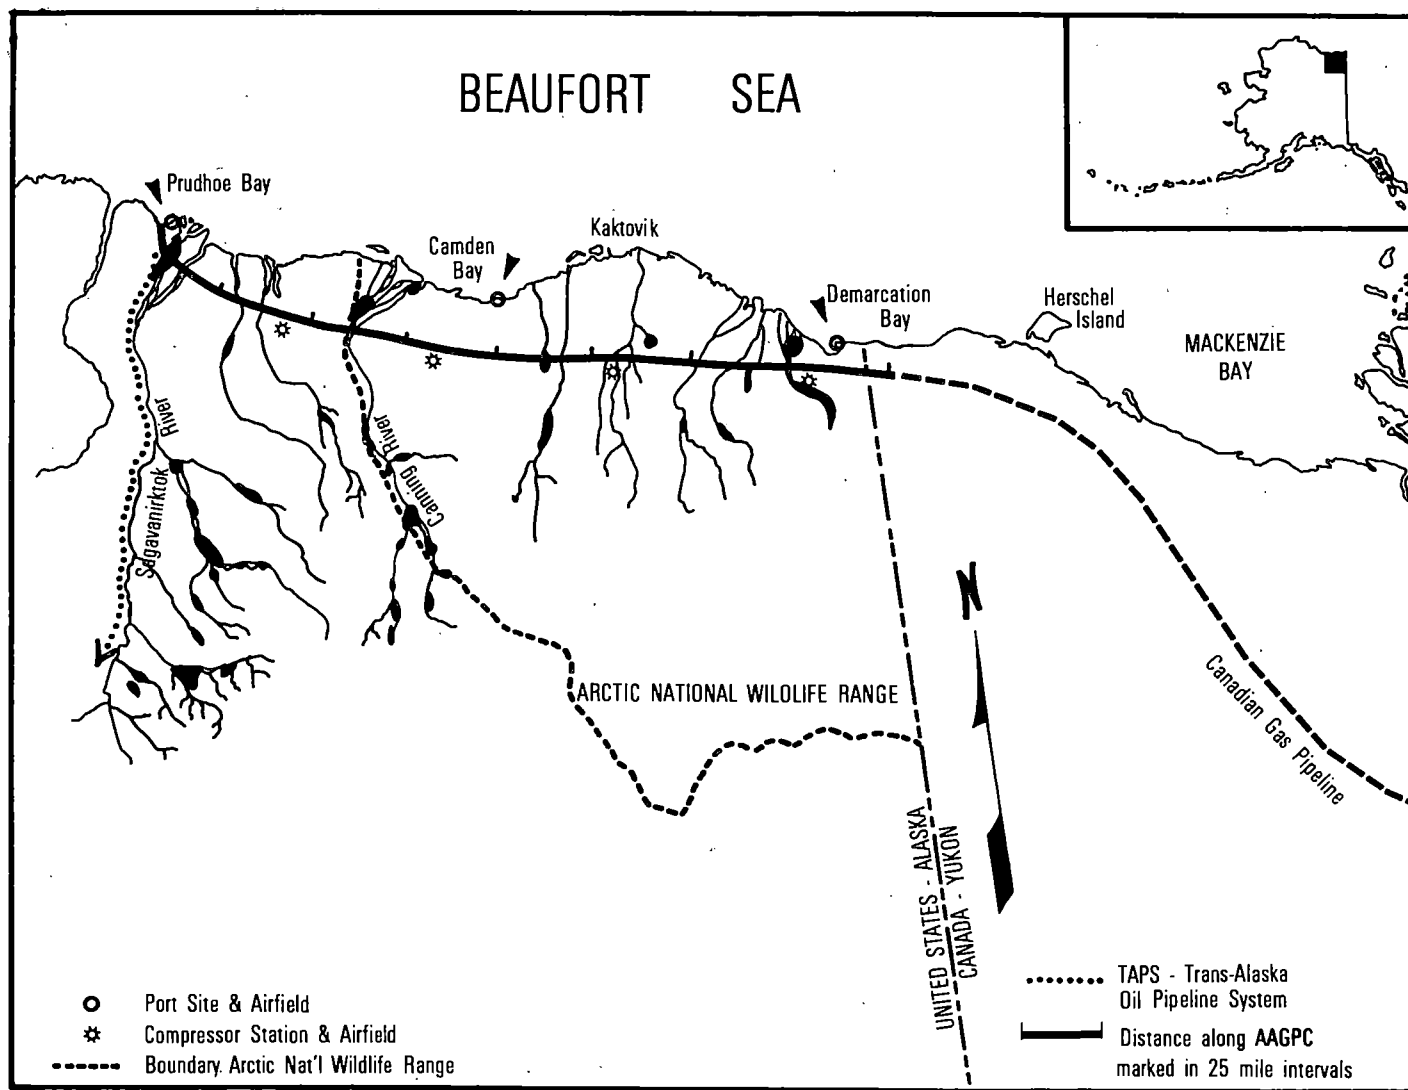 BEAUFORT SEA
Prudhoe Bay
Camden
Bay
Kaktovik
Demarcation
Bay
Herschel
Island
MACKENZIE
BAY
Sagavanirktok River
Canning River
ARCTIC NATIONAL WILDLIFE RANGE
N
Canadian Gas Pipeline
UNITED STATES - ALASKA
CANADA - YUKON
Port Site & Airfield
Compressor Station & Airfield
Boundary. Arctic Nat'l Wildlife Range
TAPS - Trans-Alaska
Oil Pipeline System
Distance along AAGPC
marked in 25 mile intervals